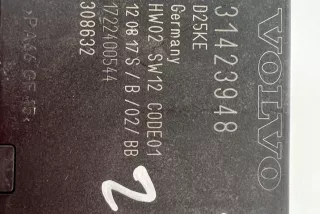 VOLVO
31423948
D25KE
Germany
HW02 SW12 CODE01
12 08 17 S / B /02/ BB
1722400544
308632
2